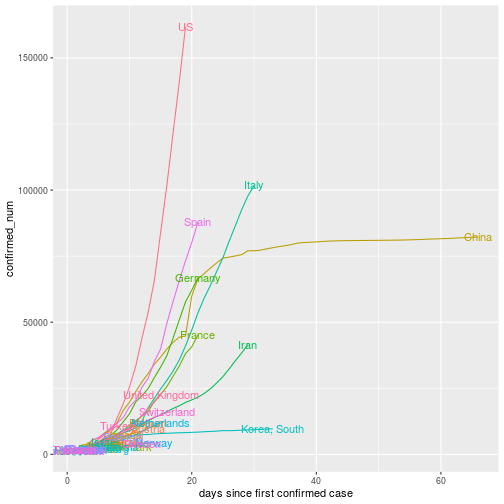 US
150000
Italy
100000
Spain
China
Germany
50000
France
Iran
United Kingdom
Switzerland
Netherlands
Korea, South
Austria
0
0
20
40
60
days since first confirmed case
confirmed_num